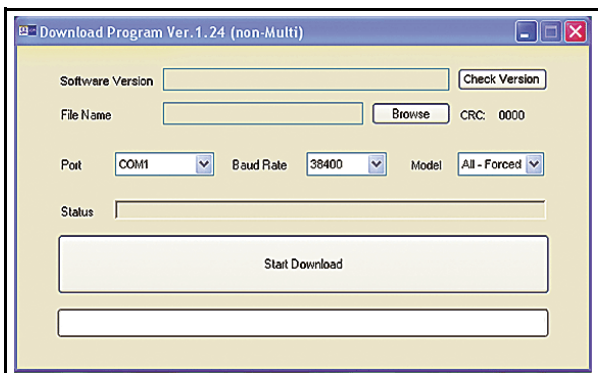 Download Program Ver.1.24 (non-Multi)
Software Version Check Version
File Name Browse CRC: 0000
Port COM1 Baud Rate 38400 Model All - Forced
Status
Start Download